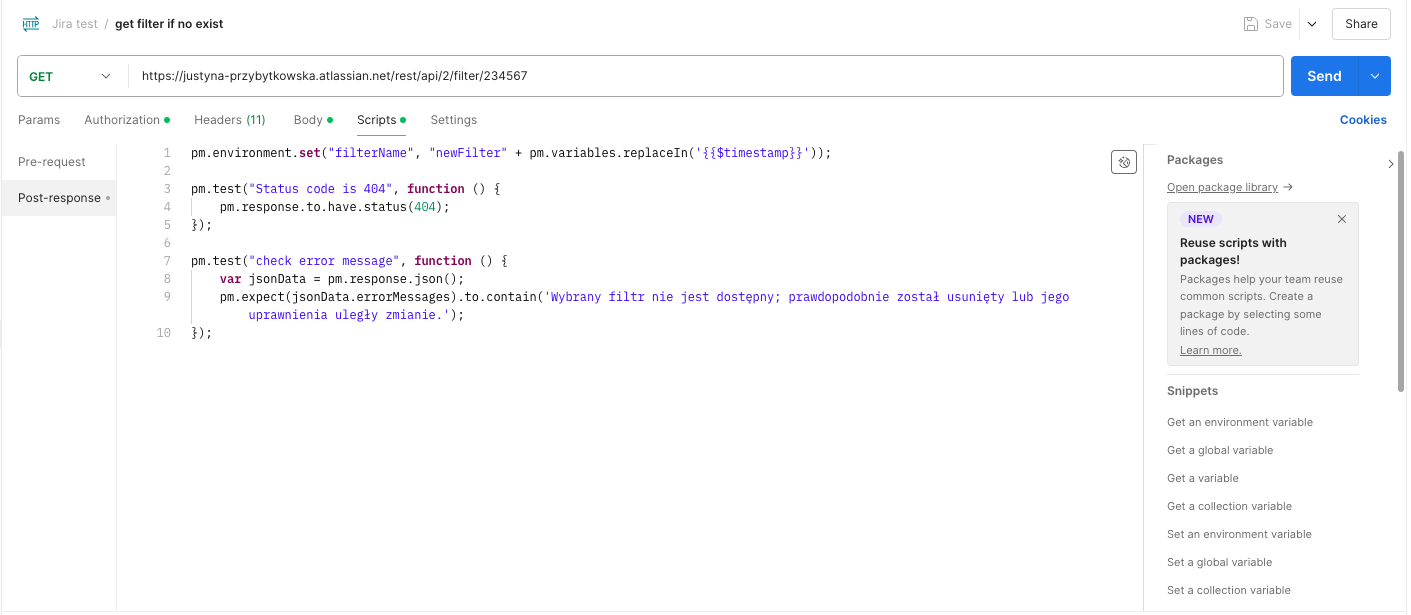 HTTP Jira test / get filter if no exist
Save
Share
GET
https://justyna-przybytkowska.atlassian.net/rest/api/2/filter/234567
Send
Params Authorization Headers (11) Body Scripts Settings
Cookies
Pre-request
Post-response
1 pm.environment.set("filterName", "newFilter" + pm.variables.replaceIn('{{$timestamp}}'));
2
3 pm.test("Status code is 404", function () {
4 pm.response.to.have.status(404);
5 });
6
7 pm.test("check error message", function () {
8 var jsonData = pm.response.json();
9 pm.expect(jsonData.errorMessages).to.contain('Wybrany filtr nie jest dostępny; prawdopodobnie został usunięty lub jego
uprawnienia uległy zmianie.');
10 });
Packages
Open package library →
NEW
Reuse scripts with
packages!
Packages help your team reuse
common scripts. Create a
package by selecting some
lines of code.
Learn more.
Snippets
Get an environment variable
Get a global variable
Get a variable
Get a collection variable
Set an environment variable
Set a global variable
Set a collection variable